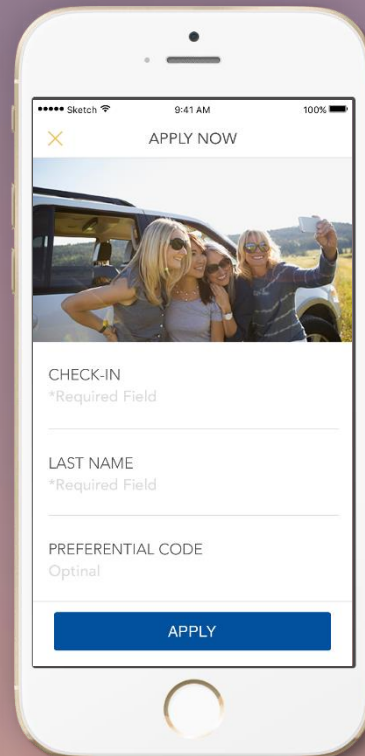 Sketch 9:41 AM 100%
APPLY NOW
CHECK-IN
*Required Field
LAST NAME
*Required Field
PREFERENTIAL CODE
Optinal
APPLY